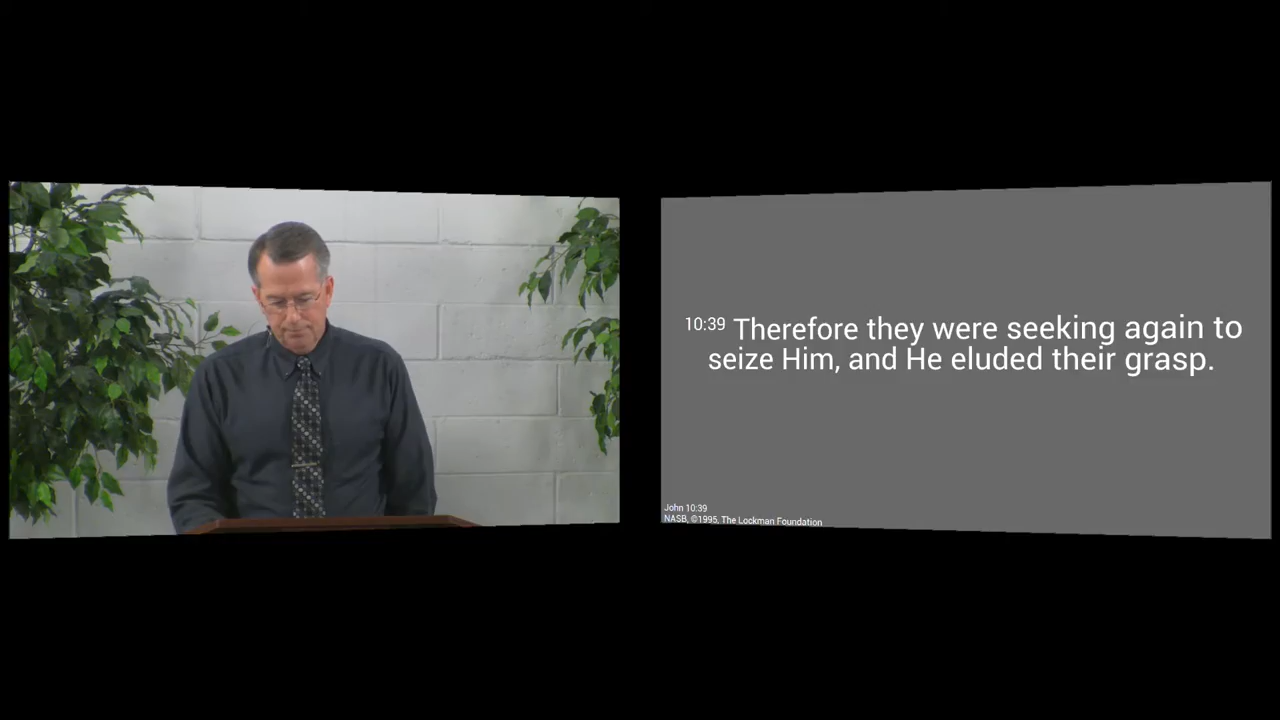 10:39 Therefore they were seeking again to
seize Him, and He eluded their grasp.
John 10:39
NASB, ©1995, The Lockman Foundation